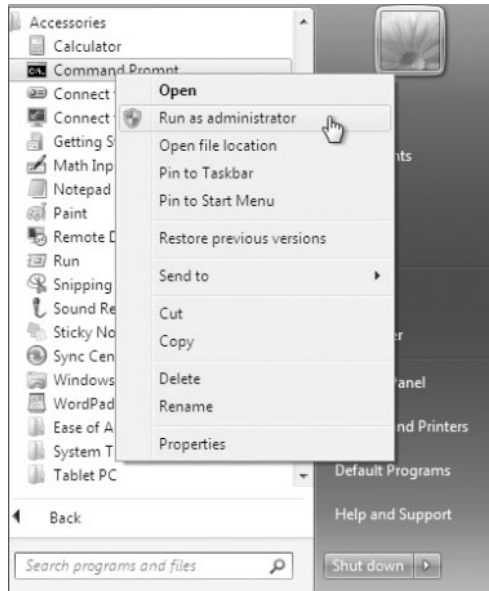 Accessories
Calculator
Command Prompt
Connect
Connect
Getting S
Math Inp
Notepad
Paint
Remote D
Run
Snipping
Sound Re
Sticky No
Sync Cen
Windows
WordPad
Ease of A
System T
Tablet PC
Back
Search programs and files
Open
Run as administrator
Open file location
Pin to Taskbar
Pin to Start Menu
Restore previous versions
Send to
Cut
Copy
Delete
Rename
Properties
nts
er
anel
nd Printers
Default Programs
Help and Support
Shut down